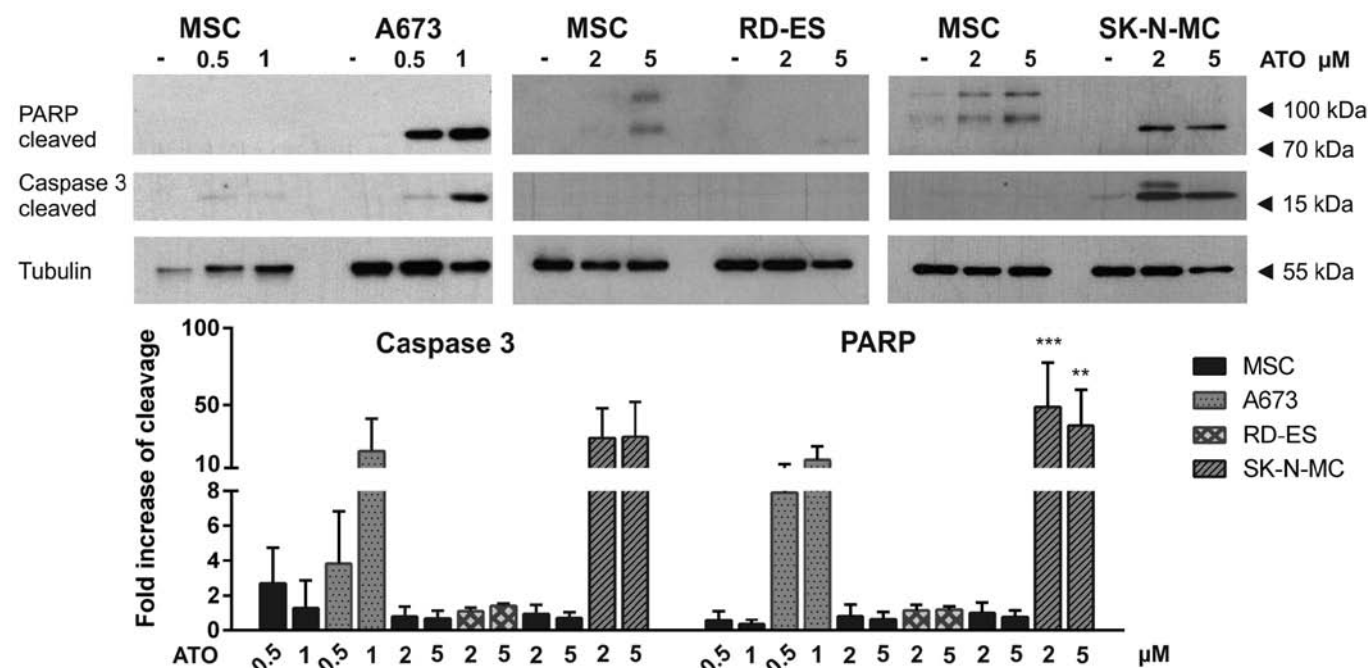 MSC A673 MSC RD-ES MSC SK-N-MC
- 0.5 1 - 0.5 1 - 2 5 - 2 5 - 2 5 - 2 5 ATO µM
PARP cleaved
◄ 100 kDa
◄ 70 kDa
Caspase 3 cleaved
◄ 15 kDa
Tubulin
◄ 55 kDa
Fold increase of cleavage
100
50
10
8
6
4
2
0
Caspase 3 PARP
*** **
MSC
A673
RD-ES
SK-N-MC
ATO 0.5 1 0.5 1 2 5 2 5 2 5 2 5 0.5 1 0.5 1 2 5 2 5 2 5 2 5 µM